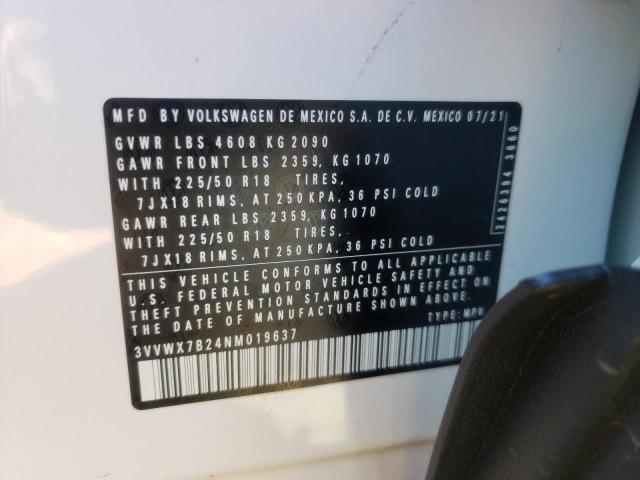 MFD BY VOLKSWAGEN DE MEXICO S.A. DE C.V. MEXICO 07/21
GVWR LBS 4608 KG 2090
GAWR FRONT LBS 2359, KG 1070
WITH 225/50 R18 TIRES,
7JX18 RIMS, AT 250 KPA, 36 PSI COLD
GAWR REAR LBS 2359, KG 1070
WITH 225/50 R18 TIRES,
7JX18 RIMS, AT 250 KPA, 36 PSI COLD
THIS VEHICLE CONFORMS TO ALL APPLICABLE
U.S. FEDERAL MOTOR VEHICLE SAFETY AND
THEFT PREVENTION STANDARDS IN EFFECT ON
THE DATE OF MANUFACTURE SHOWN ABOVE.
TYPE: MPV
3VVWX7B24NM019637
2426384 3660